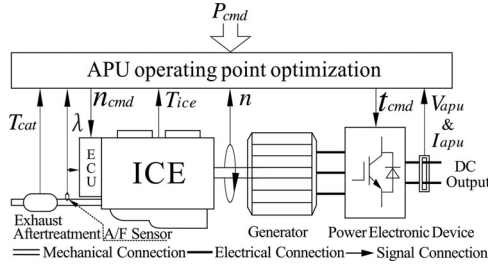 P_cmd
APU operating point optimization
T_cat
λ
n_cmd
T_ice
n
t_cmd
V_apu
&
I_apu
ECU
ICE
DC
Output
Exhaust
Aftertreatment
A/F Sensor
Generator
Power Electronic Device
Mechanical Connection
Electrical Connection
Signal Connection